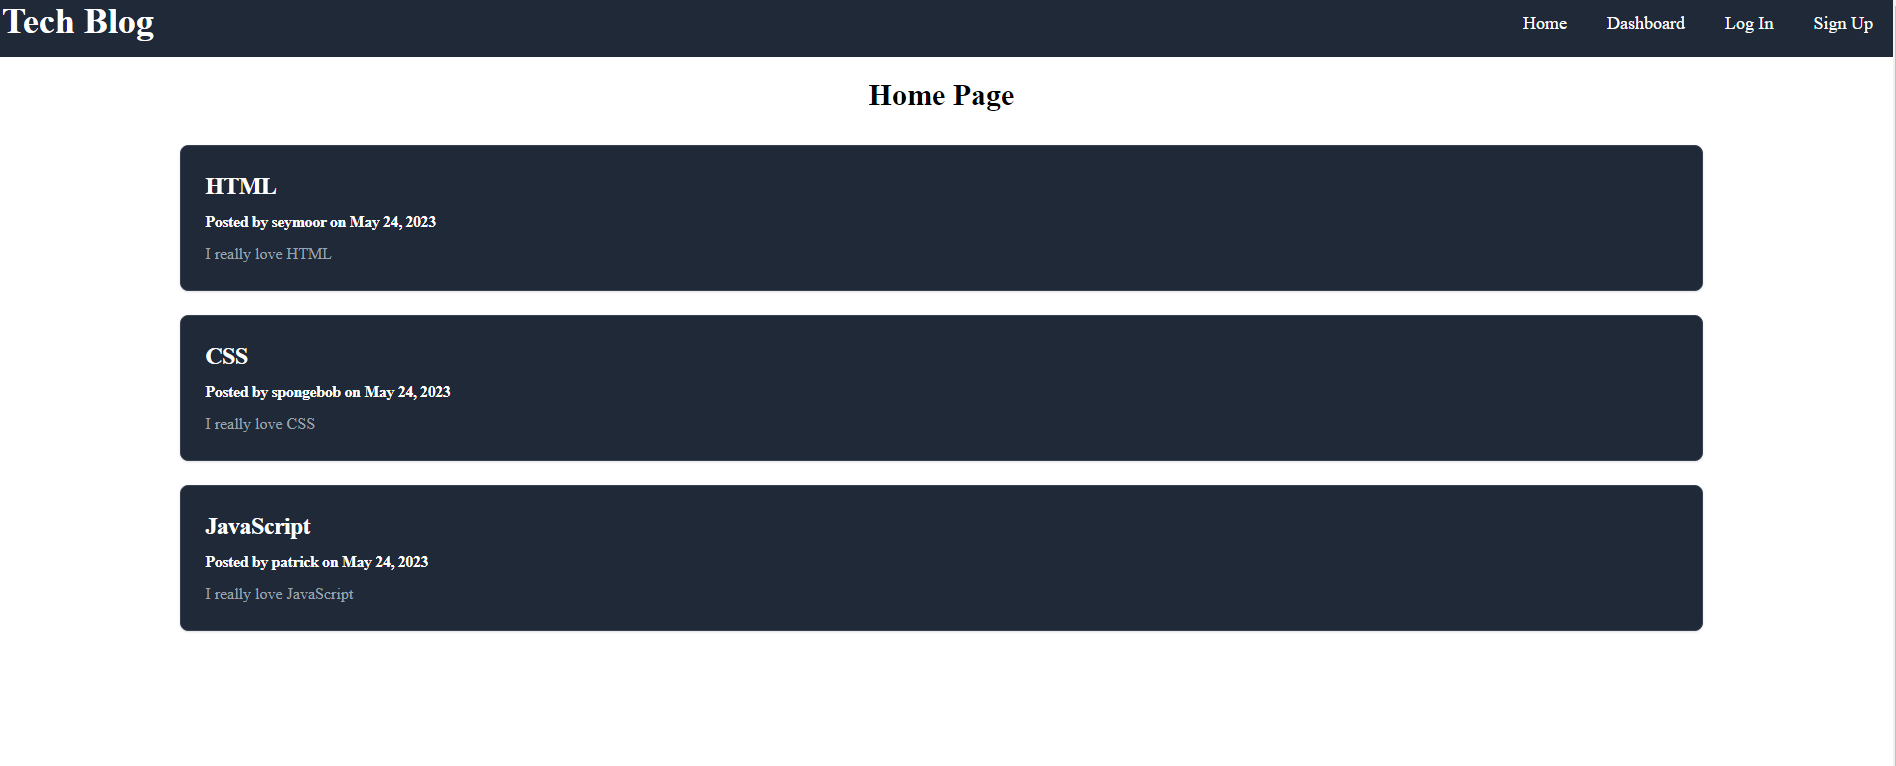 Tech Blog
Home Dashboard Log In Sign Up
Home Page
HTML
Posted by seymoor on May 24, 2023
I really love HTML
CSS
Posted by spongebob on May 24, 2023
I really love CSS
JavaScript
Posted by patrick on May 24, 2023
I really love JavaScript